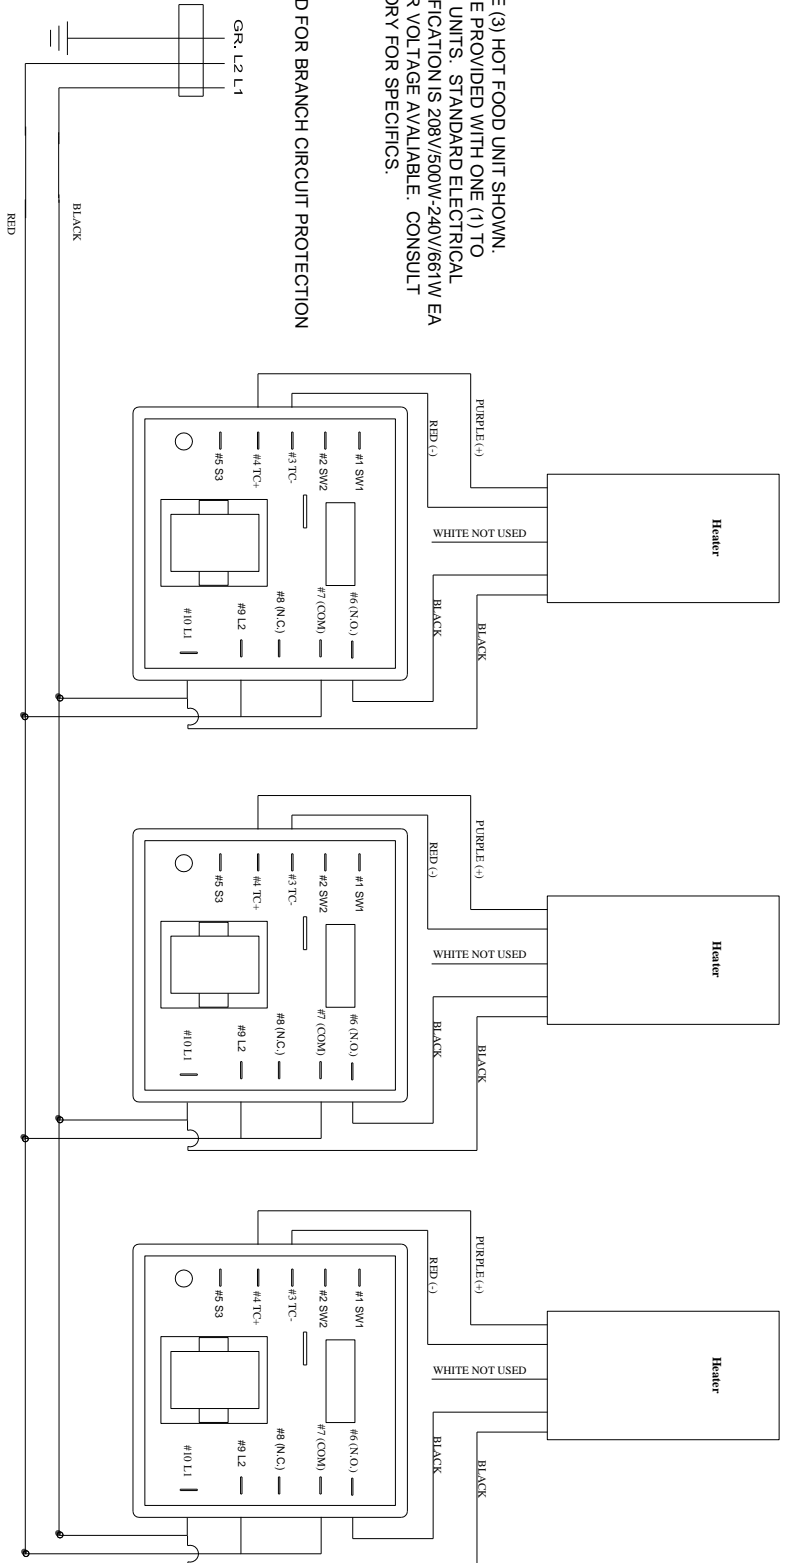 E (3) HOT FOOD UNIT SHOWN.
E PROVIDED WITH ONE (1) TO
UNITS. STANDARD ELECTRICAL
FICATION IS 208V/500W-240V/661W EA
R VOLTAGE AVALIABLE. CONSULT
ORY FOR SPECIFICS.
D FOR BRANCH CIRCUIT PROTECTION
GR. L2 L1
BLACK
RED
Heater
PURPLE (+)
RED (-)
WHITE NOT USED
BLACK
BLACK
#1 SW1
#2 SW2
#3 TC-
#4 TC+
#5 S3
#6 (N.O.)
#7 (COM)
#8 (N.C.)
#9 L2
#10 L1
Heater
PURPLE (+)
RED (-)
WHITE NOT USED
BLACK
BLACK
#1 SW1
#2 SW2
#3 TC-
#4 TC+
#5 S3
#6 (N.O.)
#7 (COM)
#8 (N.C.)
#9 L2
#10 L1
Heater
PURPLE (+)
RED (-)
WHITE NOT USED
BLACK
BLACK
#1 SW1
#2 SW2
#3 TC-
#4 TC+
#5 S3
#6 (N.O.)
#7 (COM)
#8 (N.C.)
#9 L2
#10 L1